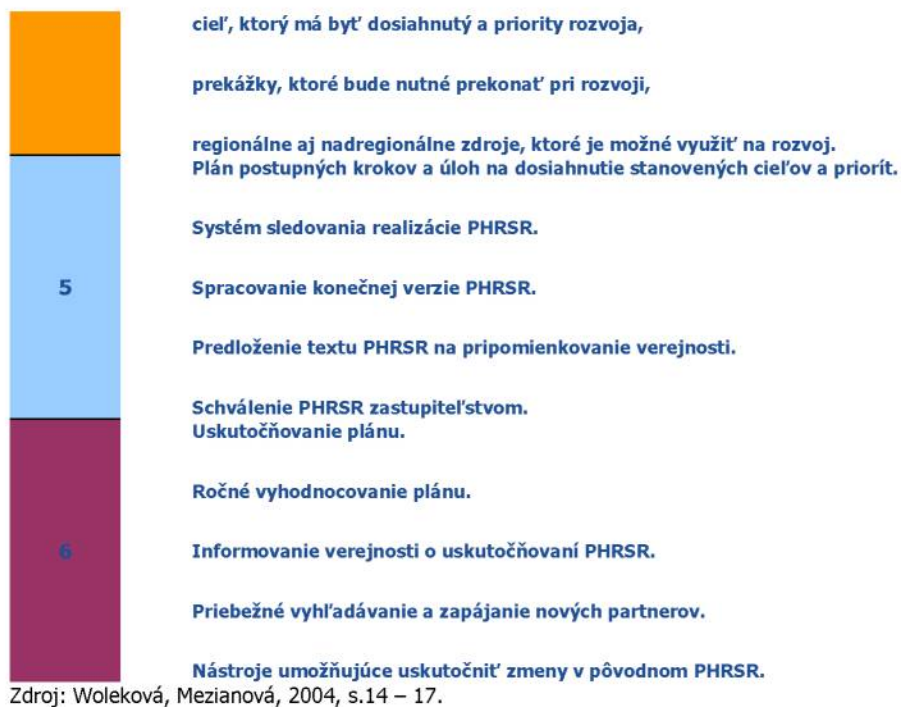 cieľ, ktorý má byť dosiahnutý a priority rozvoja,
prekážky, ktoré bude nutné prekonať pri rozvoji,
regionálne aj nadregionálne zdroje, ktoré je možné využiť na rozvoj.
Plán postupných krokov a úloh na dosiahnutie stanovených cieľov a priorít.
Systém sledovania realizácie PHRSR.
5
Spracovanie konečnej verzie PHRSR.
Predloženie textu PHRSR na pripomienkovanie verejnosti.
Schválenie PHRSR zastupiteľstvom.
Uskutočňovanie plánu.
Ročné vyhodnocovanie plánu.
6
Informovanie verejnosti o uskutočňovaní PHRSR.
Priebežné vyhľadávanie a zapájanie nových partnerov.
Nástroje umožňujúce uskutočniť zmeny v pôvodnom PHRSR.
Zdroj: Woleková, Mezianová, 2004, s.14 – 17.